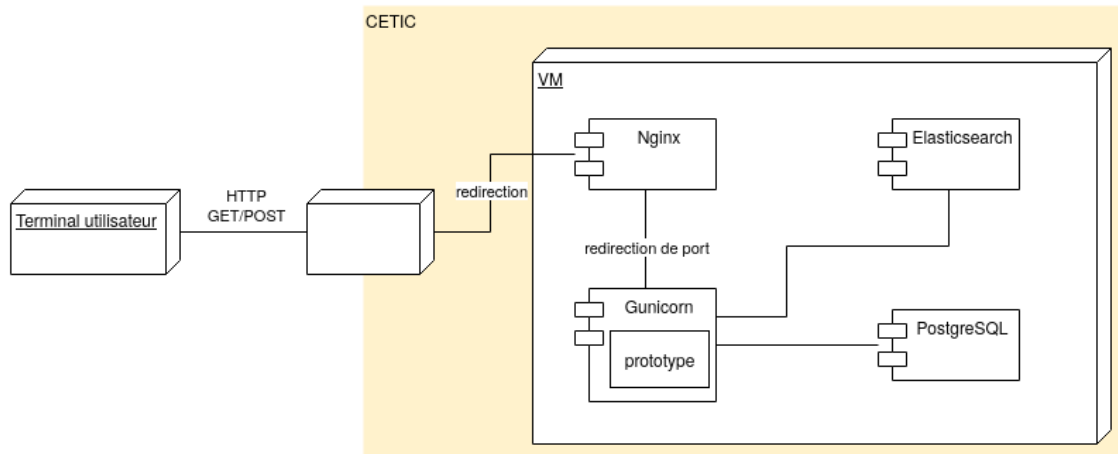 CETIC
VM
Nginx
Elasticsearch
HTTP
GET/POST
redirection
Terminal utilisateur
redirection de port
Gunicorn
prototype
PostgreSQL